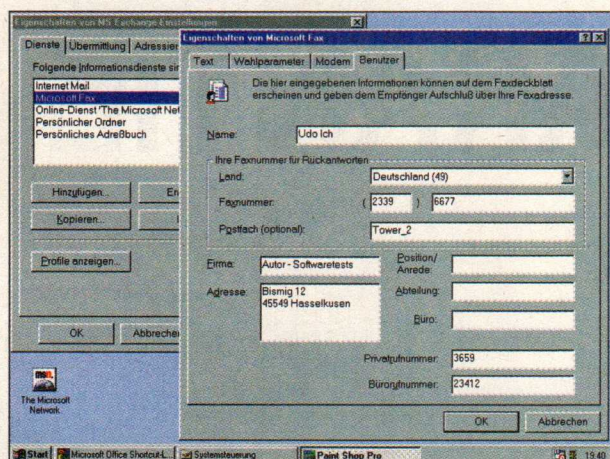 Eigenschaften von MS Exchange Einstellungen
Dienste
Übermittlung
Adressier
Folgende Informationsdienste sin
Internet Mail
Microsoft Fax
Online-Dienst 'The Microsoft Net
Persönlicher Ordner
Persönliches Adreßbuch
Hinzufügen...
En
Kopieren...
Profile anzeigen...
OK
Abbrechen
The Microsoft
Network
Eigenschaften von Microsoft Fax
Text
Wahlparameter
Modem
Benutzer
Die hier eingegebenen Informationen können auf dem Faxdeckblatt
erscheinen und geben dem Empfänger Aufschluß über Ihre Faxadresse.
Name:
Udo Ich
Ihre Faxnummer für Rückantworten
Land:
Deutschland (49)
Faxnummer:
( 2339 ) 6677
Postfach (optional):
Tower_2
Firma:
Autor - Softwaretests
Position/
Anrede:
Adresse:
Bismig 12
45549 Hasselkusen
Abteilung:
Büro:
Privatrufnummer:
3659
Bürorufnummer:
23412
OK
Abbrechen
Start
Microsoft Office Shortcut-L...
Systemsteuerung
Paint Shop Pro
19:40